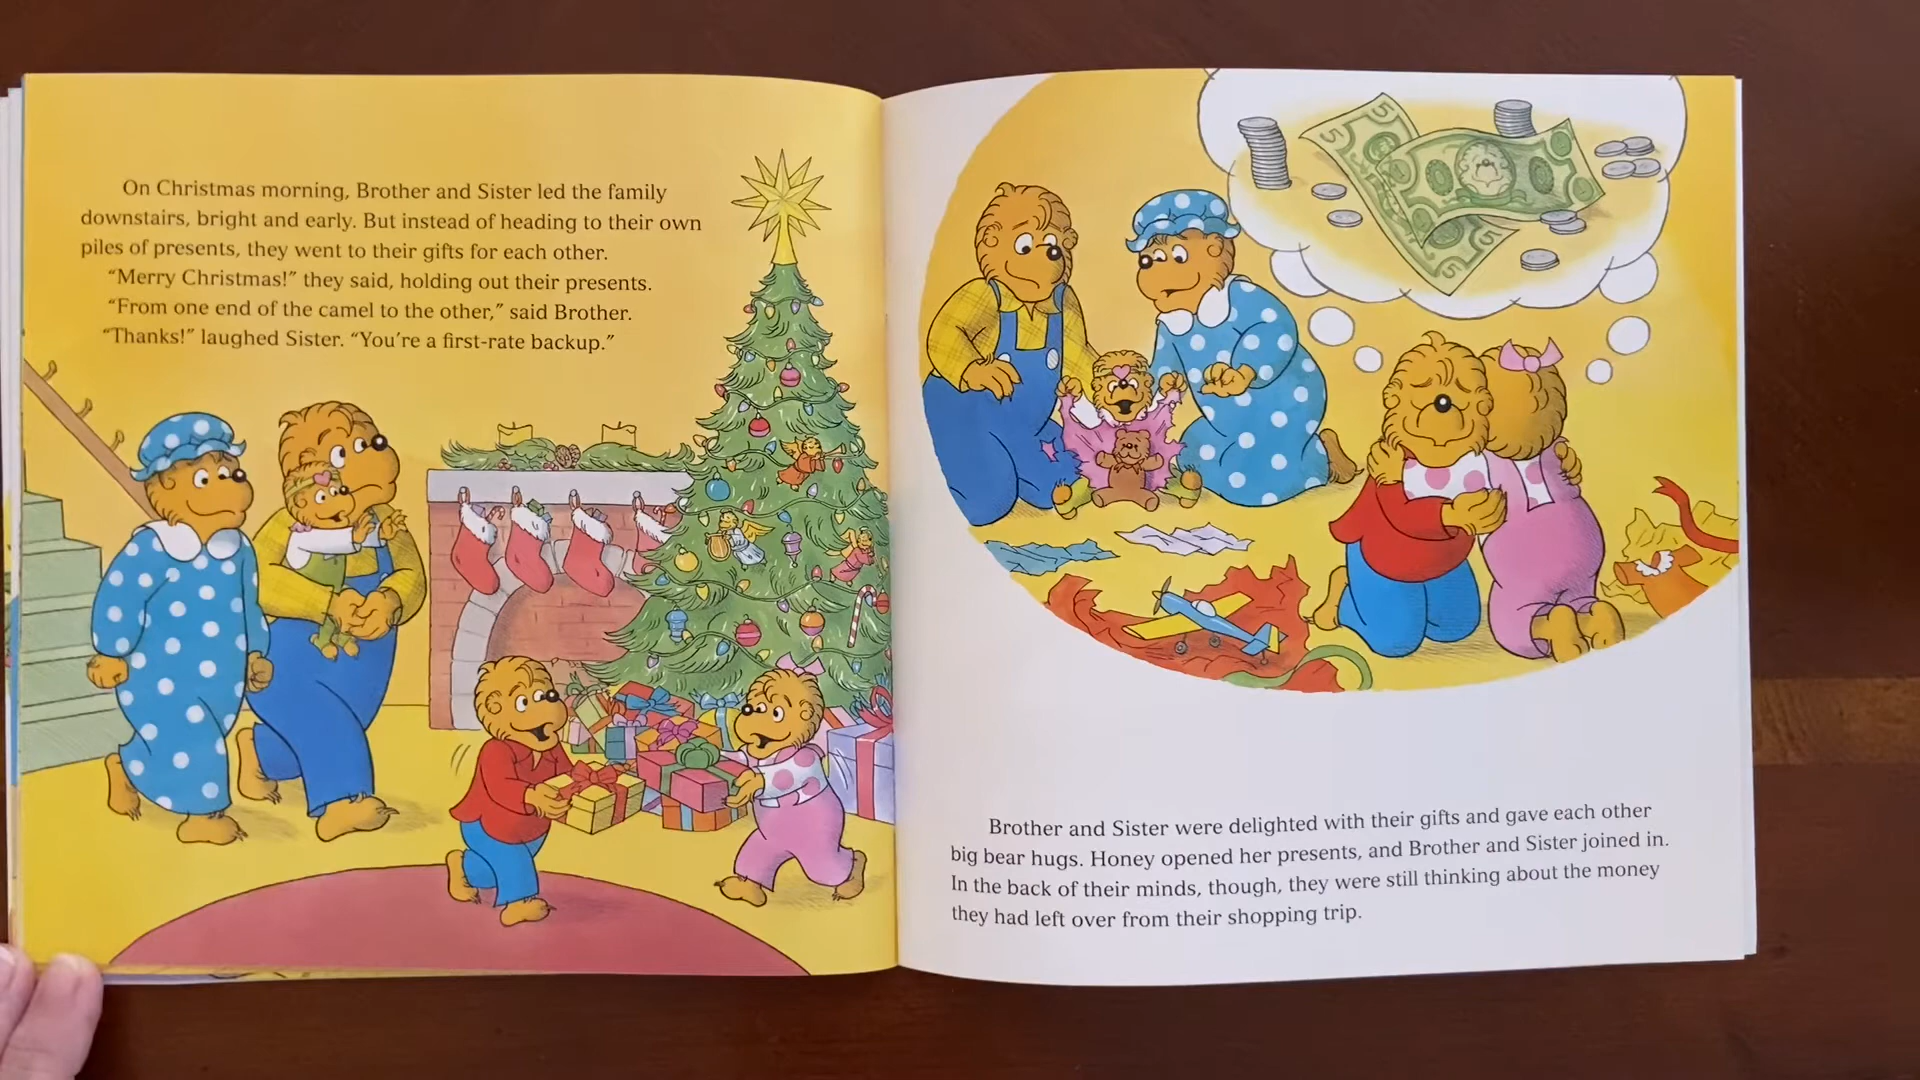 On Christmas morning, Brother and Sister led the family
downstairs, bright and early. But instead of heading to their own
piles of presents, they went to their gifts for each other.
“Merry Christmas!” they said, holding out their presents.
“From one end of the camel to the other,” said Brother.
“Thanks!” laughed Sister. “You’re a first-rate backup.”
5
5
5
5
Brother and Sister were delighted with their gifts and gave each other
big bear hugs. Honey opened her presents, and Brother and Sister joined in.
In the back of their minds, though, they were still thinking about the money
they had left over from their shopping trip.